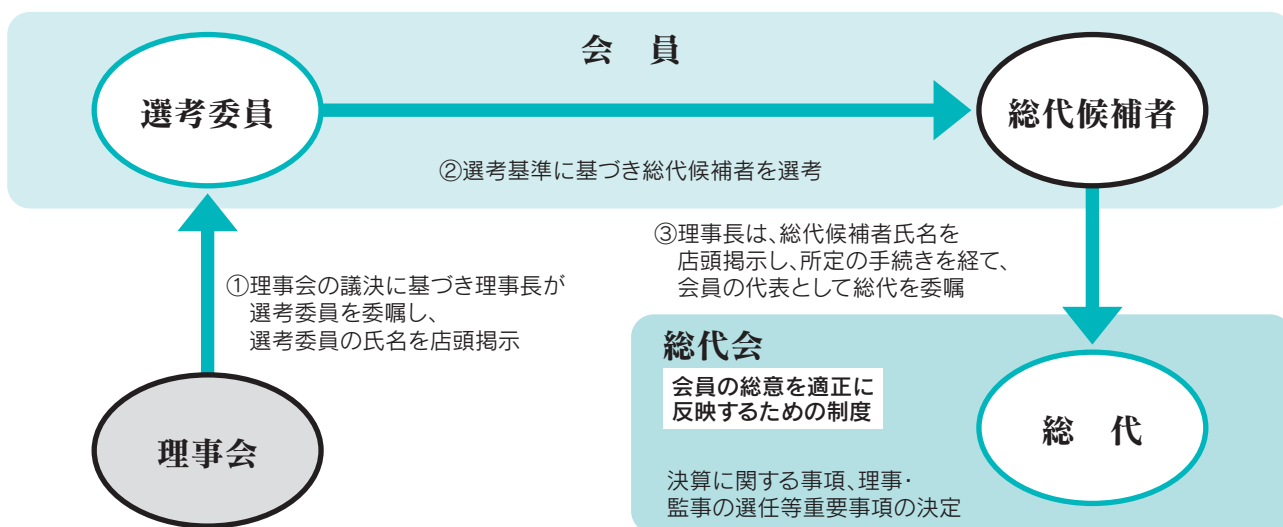 会　員
選考委員
総代候補者
②選考基準に基づき総代候補者を選考
①理事会の議決に基づき理事長が
選考委員を委嘱し、
選考委員の氏名を店頭掲示
理事会
③理事長は、総代候補者氏名を
店頭掲示し、所定の手続きを経て、
会員の代表として総代を委嘱
総代会
会員の総意を適正に
反映するための制度
総　代
決算に関する事項、理事・
監事の選任等重要事項の決定